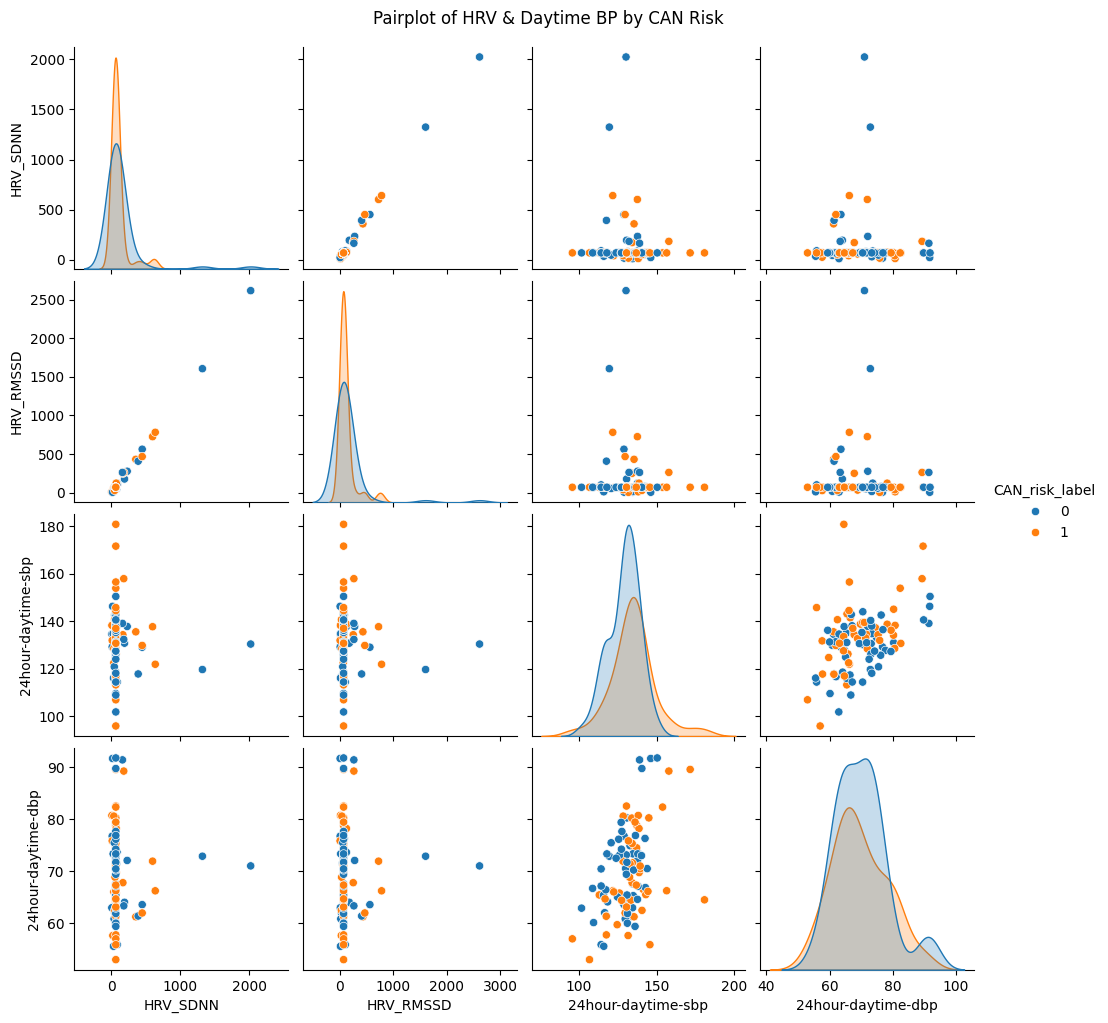 Pairplot of HRV & Daytime BP by CAN Risk
2000
1500
1000
500
0
HRV_SDNN
2500
2000
1500
1000
500
0
HRV_RMSSD
CAN_risk_label
0
1
180
160
140
120
100
24hour-daytime-sbp
90
80
70
60
24hour-daytime-dbp
0 1000 2000
0 1000 2000 3000
100 150 200
40 60 80 100
HRV_SDNN
HRV_RMSSD
24hour-daytime-sbp
24hour-daytime-dbp